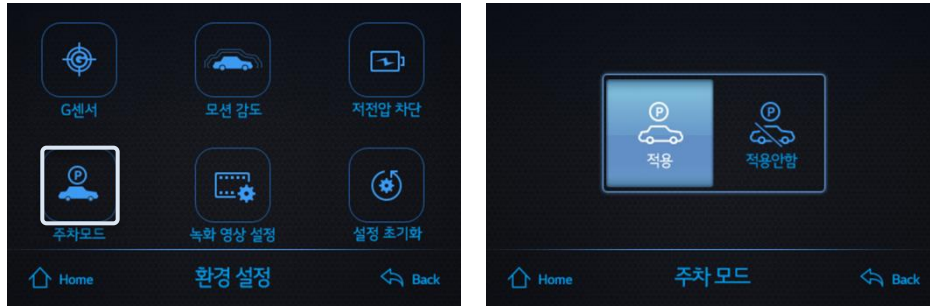 G센서 모션 감도 저전압 차단
주차모드 녹화 영상 설정 설정 초기화
Home 환경 설정 Back
P
적용 적용안함
Home 주차 모드 Back